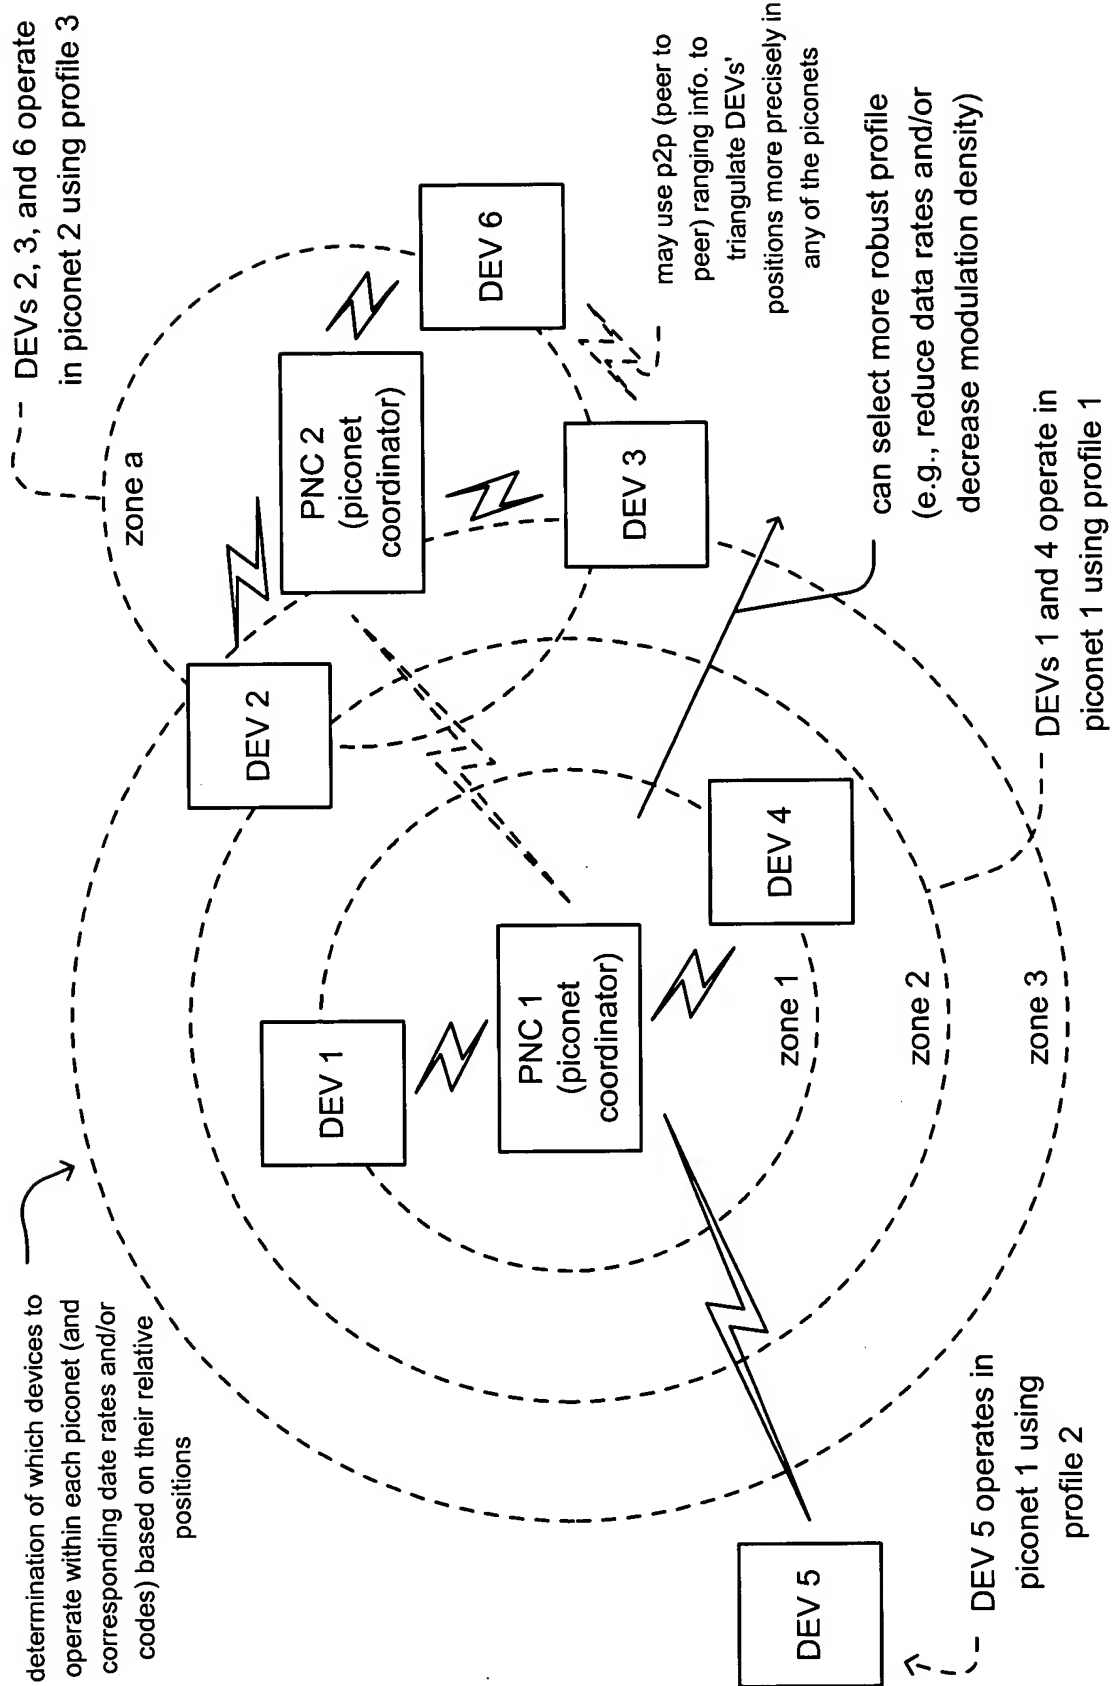 determination of which devices to
operate within each piconet (and
corresponding date rates and/or
codes) based on their relative
positions
DEVs 2, 3, and 6 operate
in piconet 2 using profile 3
zone a
DEV 2
PNC 2
(piconet
coordinator)
DEV 6
DEV 1
PNC 1
(piconet
coordinator)
DEV 3
DEV 4
DEV 5
zone 1
zone 2
zone 3
may use p2p (peer to
peer) ranging info. to
triangulate DEVs'
positions more precisely in
any of the piconets
can select more robust profile
(e.g., reduce data rates and/or
decrease modulation density)
DEV 5 operates in
piconet 1 using
profile 2
DEVs 1 and 4 operate in
piconet 1 using profile 1